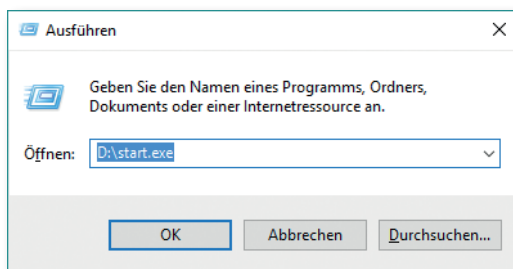 Ausführen
Geben Sie den Namen eines Programms, Ordners,
Dokuments oder einer Internetressource an.
Öffnen:
D:\start.exe
OK
Abbrechen
Durchsuchen...